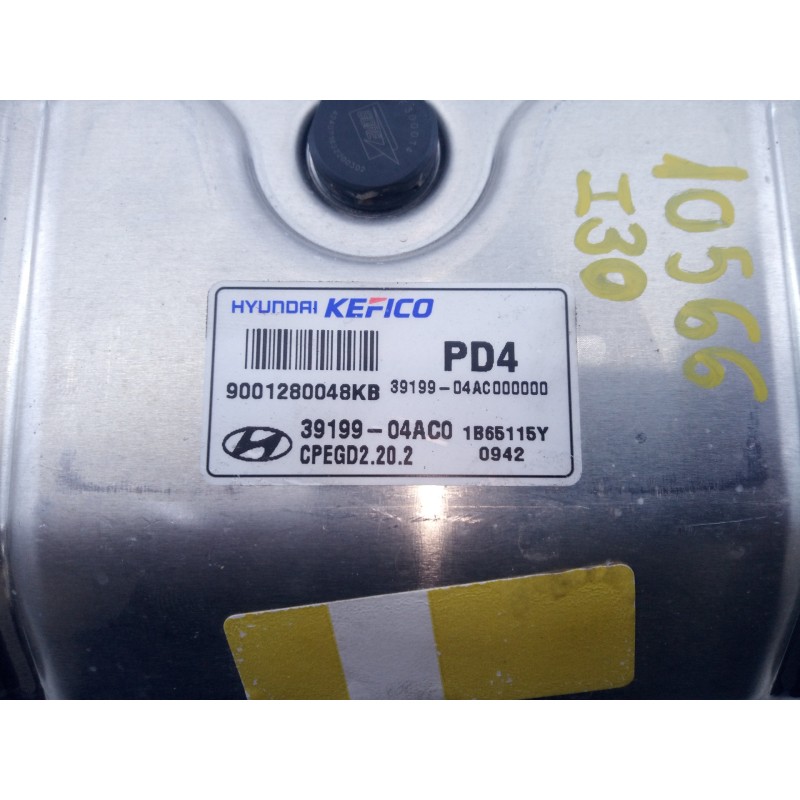 HYUNDAI KEFICO
PD4
9001280048KB 39199-04AC000000
39199-04AC0 1B65115Y
CPEGD2.20.2 0942
10566
I30